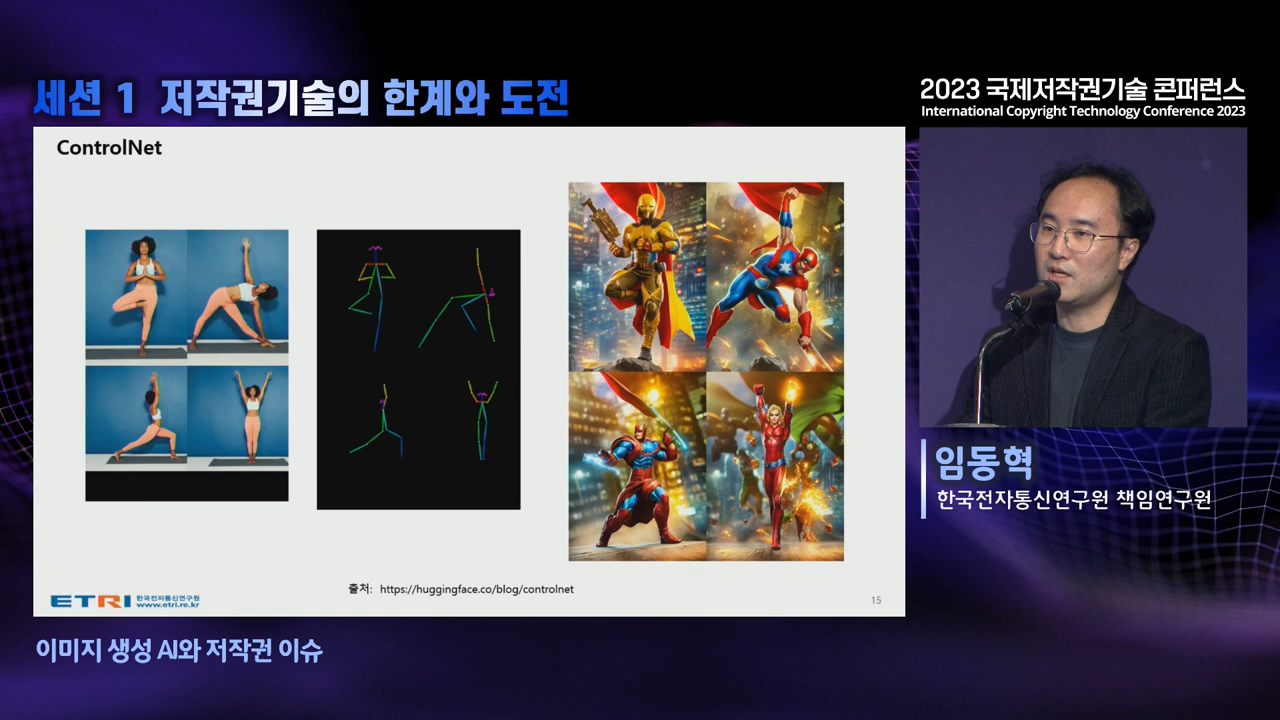 세션 1 저작권기술의 한계와 도전
2023 국제저작권기술 콘퍼런스
International Copyright Technology Conference 2023
ControlNet
출처: https://huggingface.co/blog/controlnet
ETRI 한국전자통신연구원
www.etri.re.kr
15
임동혁
한국전자통신연구원 책임연구원
이미지 생성 AI와 저작권 이슈